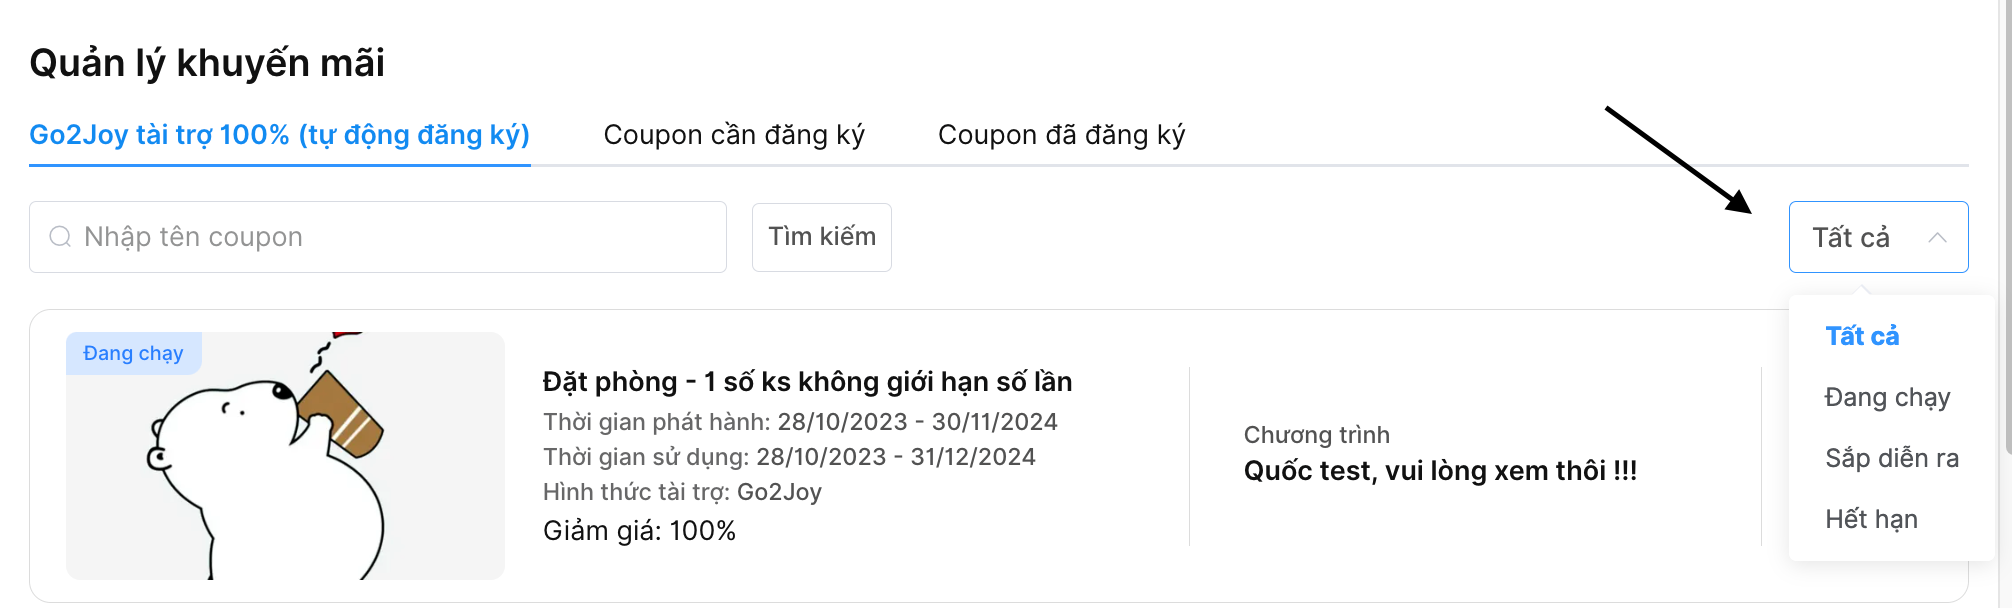 Quản lý khuyến mãi
Go2Joy tài trợ 100% (tự động đăng ký)
Coupon cần đăng ký
Coupon đã đăng ký
Nhập tên coupon
Tìm kiếm
Tất cả
Tất cả
Đang chạy
Sắp diễn ra
Hết hạn
Đang chạy
Đặt phòng - 1 số ks không giới hạn số lần
Thời gian phát hành: 28/10/2023 - 30/11/2024
Thời gian sử dụng: 28/10/2023 - 31/12/2024
Hình thức tài trợ: Go2Joy
Giảm giá: 100%
Chương trình
Quốc test, vui lòng xem thôi !!!